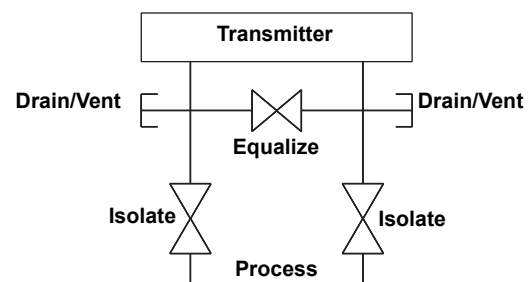 Transmitter
Drain/Vent
Drain/Vent
Equalize
Isolate
Isolate
Process